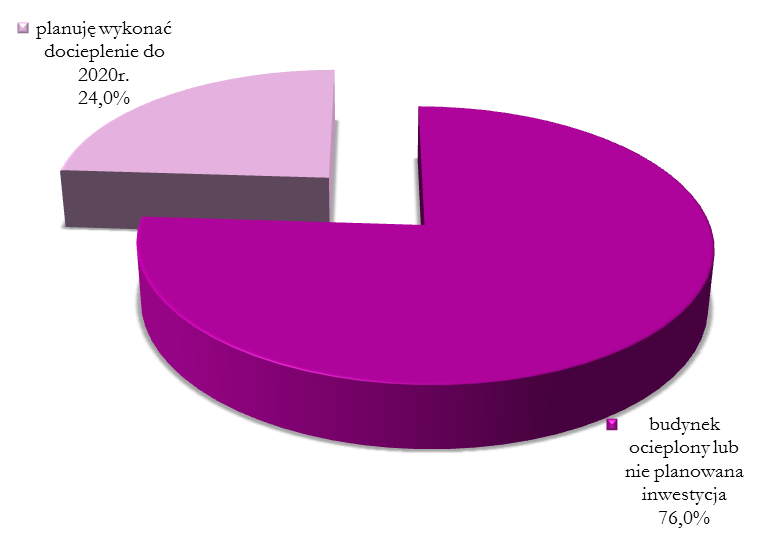 planuję wykonać
docieplenie do
2020r.
24,0%
budynek
ocieplony lub
nie planowana
inwestycja
76,0%